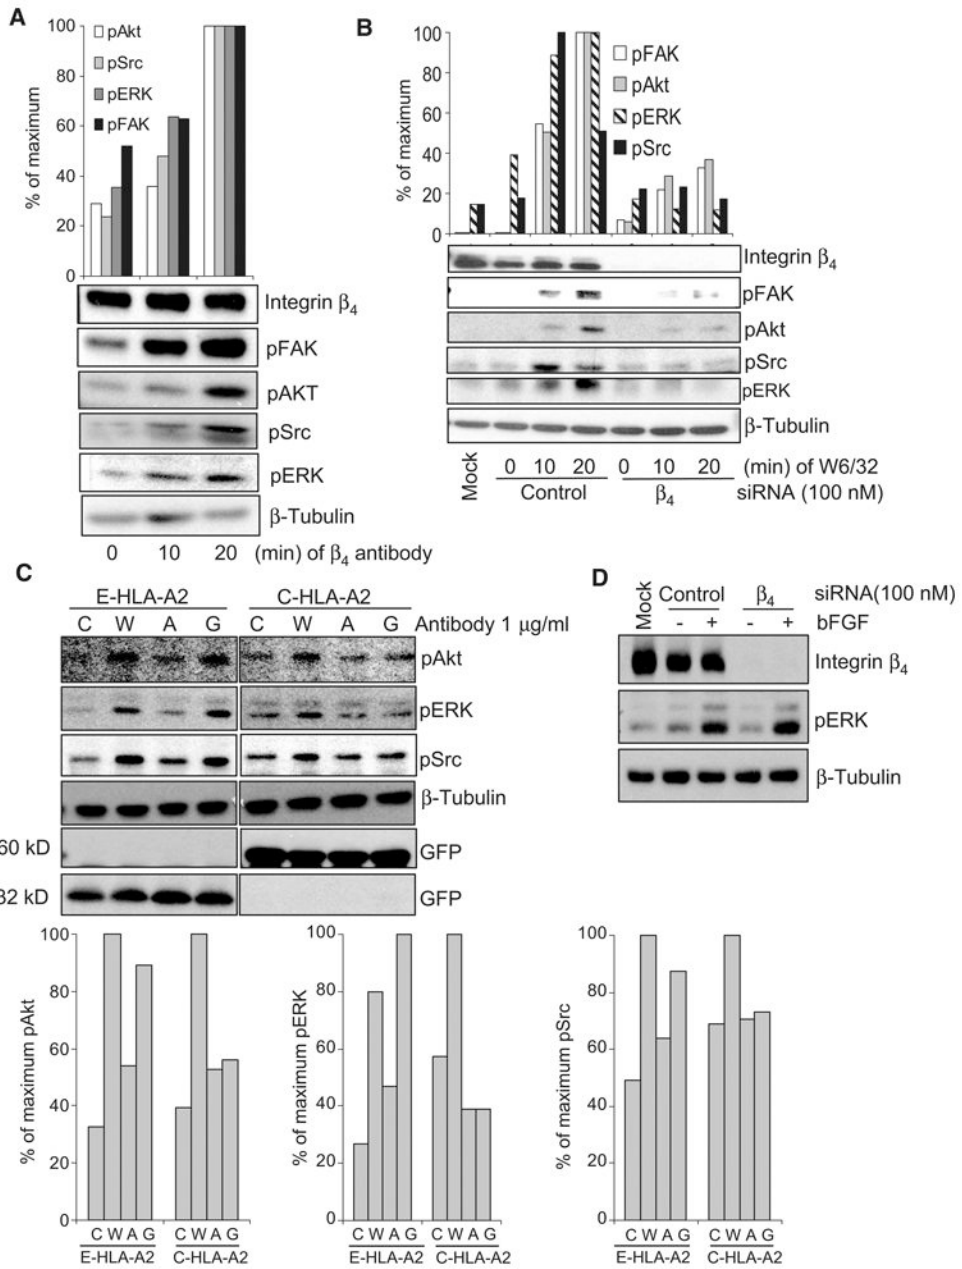 A
% of maximum
100
80
60
40
20
0
pAkt
pSrc
pERK
pFAK
Integrin β4
pFAK
pAKT
pSrc
pERK
β-Tubulin
0 10 20 (min) of β4 antibody
B
% of maximum
100
80
60
40
20
0
pFAK
pAkt
pERK
pSrc
Integrin β4
pFAK
pAkt
pSrc
pERK
β-Tubulin
Mock
0 10 20 0 10 20 (min) of W6/32
Control β4 siRNA (100 nM)
C
E-HLA-A2 C-HLA-A2
C W A G C W A G Antibody 1 µg/ml
pAkt
pERK
pSrc
β-Tubulin
60 kD GFP
32 kD GFP
D
Mock Control β4 siRNA(100 nM)
- + - + bFGF
Integrin β4
pERK
β-Tubulin
% of maximum pAkt
100
80
60
40
20
0
C W A G C W A G
E-HLA-A2 C-HLA-A2
% of maximum pERK
100
80
60
40
20
0
C W A G C W A G
E-HLA-A2 C-HLA-A2
% of maximum pSrc
100
80
60
40
20
0
C W A G C W A G
E-HLA-A2 C-HLA-A2